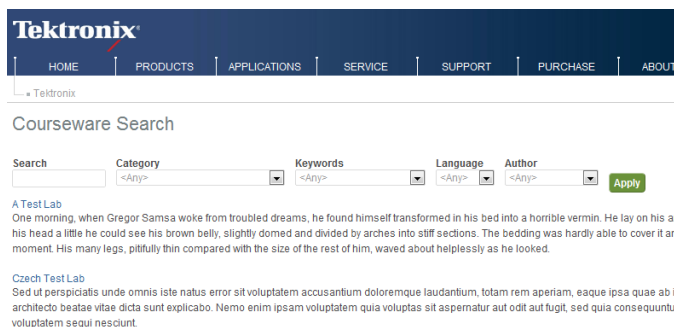 Tektronix
HOME PRODUCTS APPLICATIONS SERVICE SUPPORT PURCHASE ABOUT
Tektronix
Courseware Search
Search Category Keywords Language Author
<Any> <Any> <Any> <Any> Apply
A Test Lab
One morning, when Gregor Samsa woke from troubled dreams, he found himself transformed in his bed into a horrible vermin. He lay on his a
his head a little he could see his brown belly, slightly domed and divided by arches into stiff sections. The bedding was hardly able to cover it ar
moment. His many legs, pitifully thin compared with the size of the rest of him, waved about helplessly as he looked.
Czech Test Lab
Sed ut perspiciatis unde omnis iste natus error sit voluptatem accusantium doloremque laudantium, totam rem aperiam, eaque ipsa quae ab i
architecto beatae vitae dicta sunt explicabo. Nemo enim ipsam voluptatem quia voluptas sit aspernatur aut odit aut fugit, sed quia consequuntu
voluptatem sequi nesciunt.